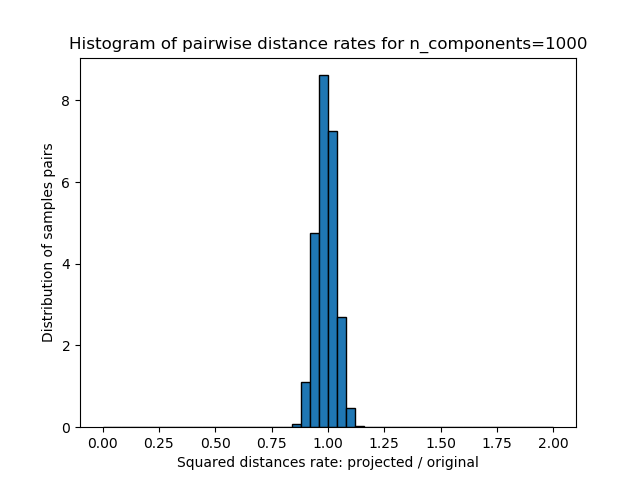 Histogram of pairwise distance rates for n_components=1000
Distribution of samples pairs
8
6
4
2
0
0.00 0.25 0.50 0.75 1.00 1.25 1.50 1.75 2.00
Squared distances rate: projected / original